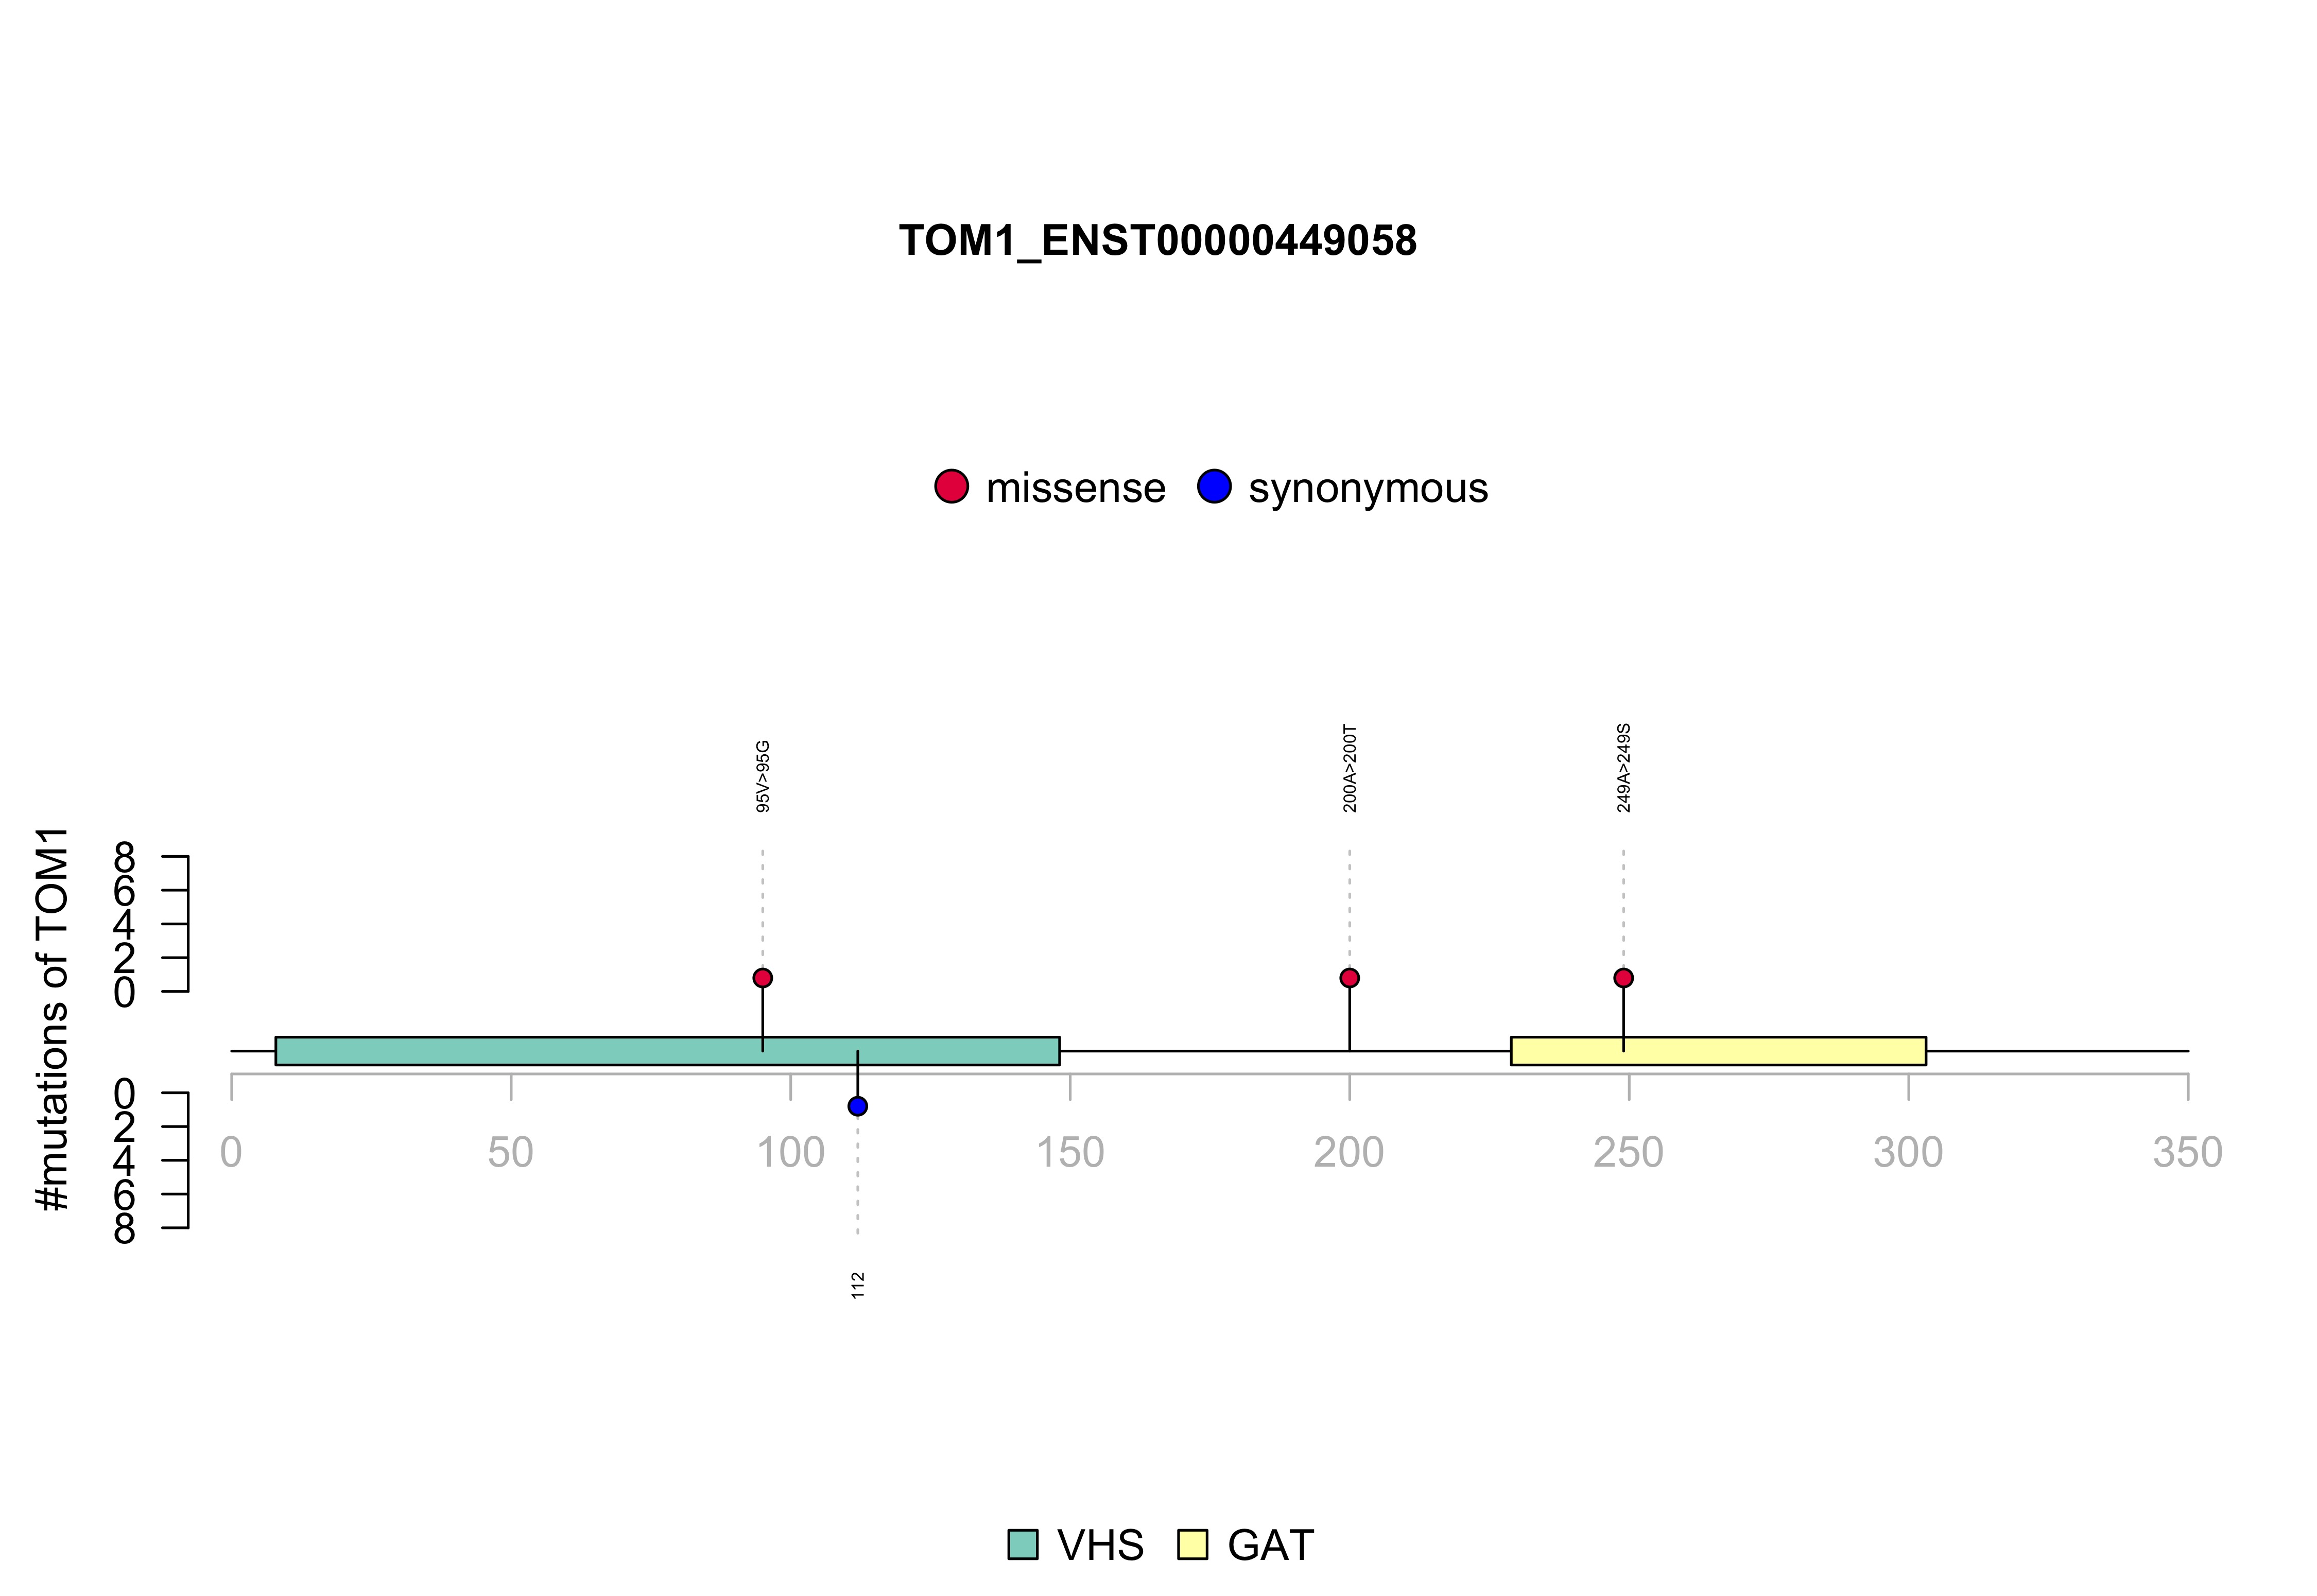 TOM1_ENST00000449058
missense synonymous
95V>95G
200A>200T
249A>249S
#mutations of TOM1
8
6
4
2
0
0
2
4
6
8
0 50 100 150 200 250 300 350
112
VHS GAT